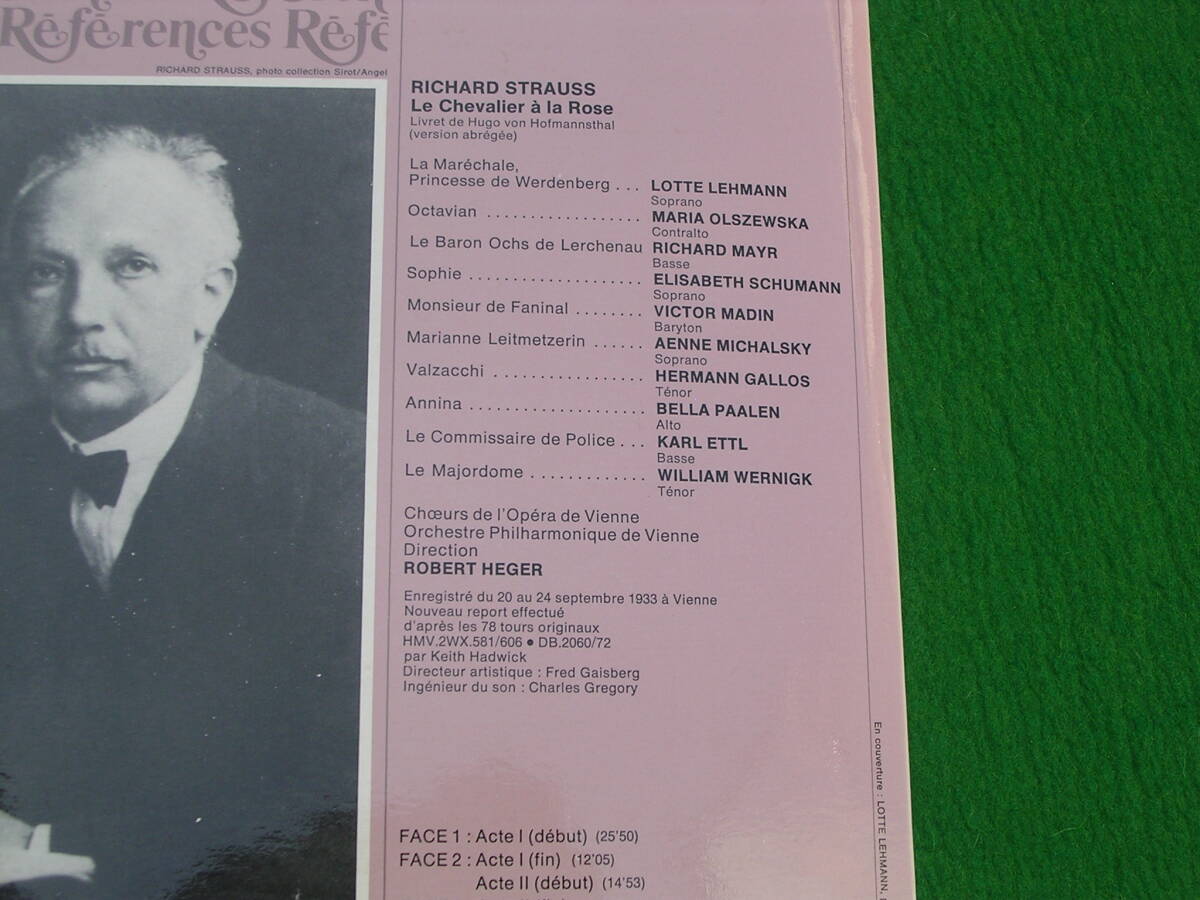 Références Réfé
RICHARD STRAUSS, photo collection Sirot/Angel
RICHARD STRAUSS
Le Chevalier à la Rose
Livret de Hugo von Hofmannsthal
(version abrégée)
La Maréchale,
Princesse de Werdenberg . . . LOTTE LEHMANN
Soprano
Octavian . . . . . . . . . . . . . . . . . . MARIA OLSZEWSKA
Contralto
Le Baron Ochs de Lerchenau RICHARD MAYR
Basse
Sophie . . . . . . . . . . . . . . . . . . . . ELISABETH SCHUMANN
Soprano
Monsieur de Faninal . . . . . . . . VICTOR MADIN
Baryton
Marianne Leitmetzerin . . . . . . AENNE MICHALSKY
Soprano
Valzacchi . . . . . . . . . . . . . . . . . HERMANN GALLOS
Ténor
Annina . . . . . . . . . . . . . . . . . . . . BELLA PAALEN
Alto
Le Commissaire de Police . . . KARL ETTL
Basse
Le Majordome . . . . . . . . . . . . . WILLIAM WERNIGK
Ténor
Chœurs de l'Opéra de Vienne
Orchestre Philharmonique de Vienne
Direction
ROBERT HEGER
Enregistré du 20 au 24 septembre 1933 à Vienne
Nouveau report effectué
d'après les 78 tours originaux
HMV.2WX.581/606 • DB.2060/72
par Keith Hadwick
Directeur artistique : Fred Gaisberg
Ingénieur du son : Charles Gregory
FACE 1 : Acte I (début) (25'50)
FACE 2 : Acte I (fin) (12'05)
Acte II (début) (14'53)
En couverture : LOTTE LEHMANN,